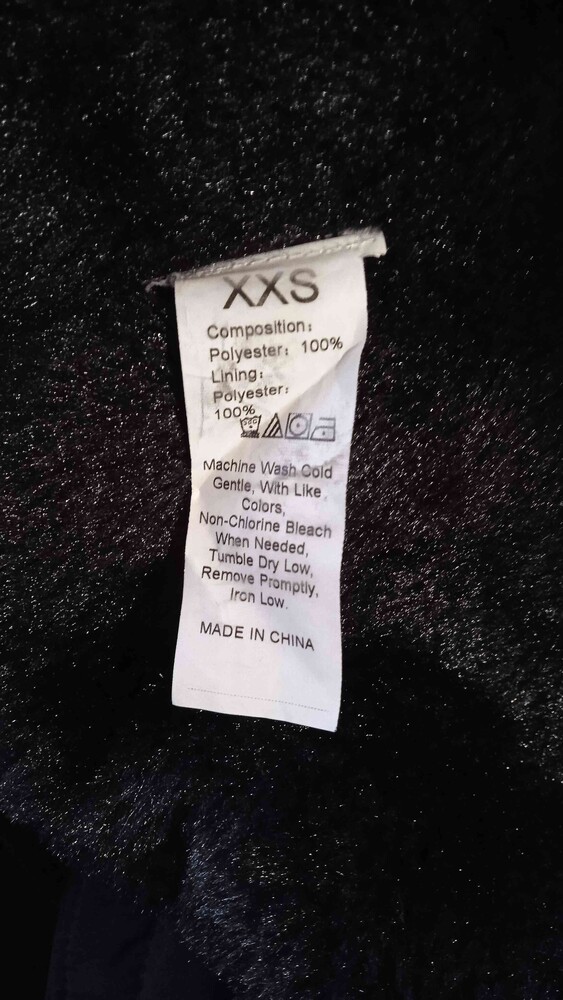 XXS
Composition:
Polyester: 100%
Lining:
Polyester:
100%
Machine Wash Cold
Gentle, With Like
Colors,
Non-Chlorine Bleach
When Needed,
Tumble Dry Low,
Remove Promptly,
Iron Low.
MADE IN CHINA